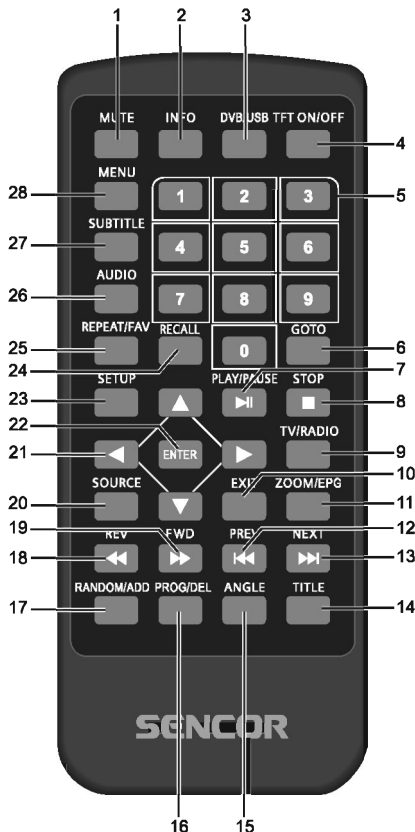 1 2 3
MUTE INFO DVB/USB TFT ON/OFF
4
MENU
28 1 2 3 5
SUBTITLE
27 4 5 6
AUDIO
26 7 8 9
REPEAT/FAV RECALL GOTO
25 0 6
24 7
SETUP PLAY/PAUSE STOP
23 8
22 TV/RADIO
21 ENTER 9
10
SOURCE EXIT ZOOM/EPG
20 11
19 12
REV FWD PREV NEXT
18 13
RANDOM/ADD PROG/DEL ANGLE TITLE
17 14
SENCOR
16 15